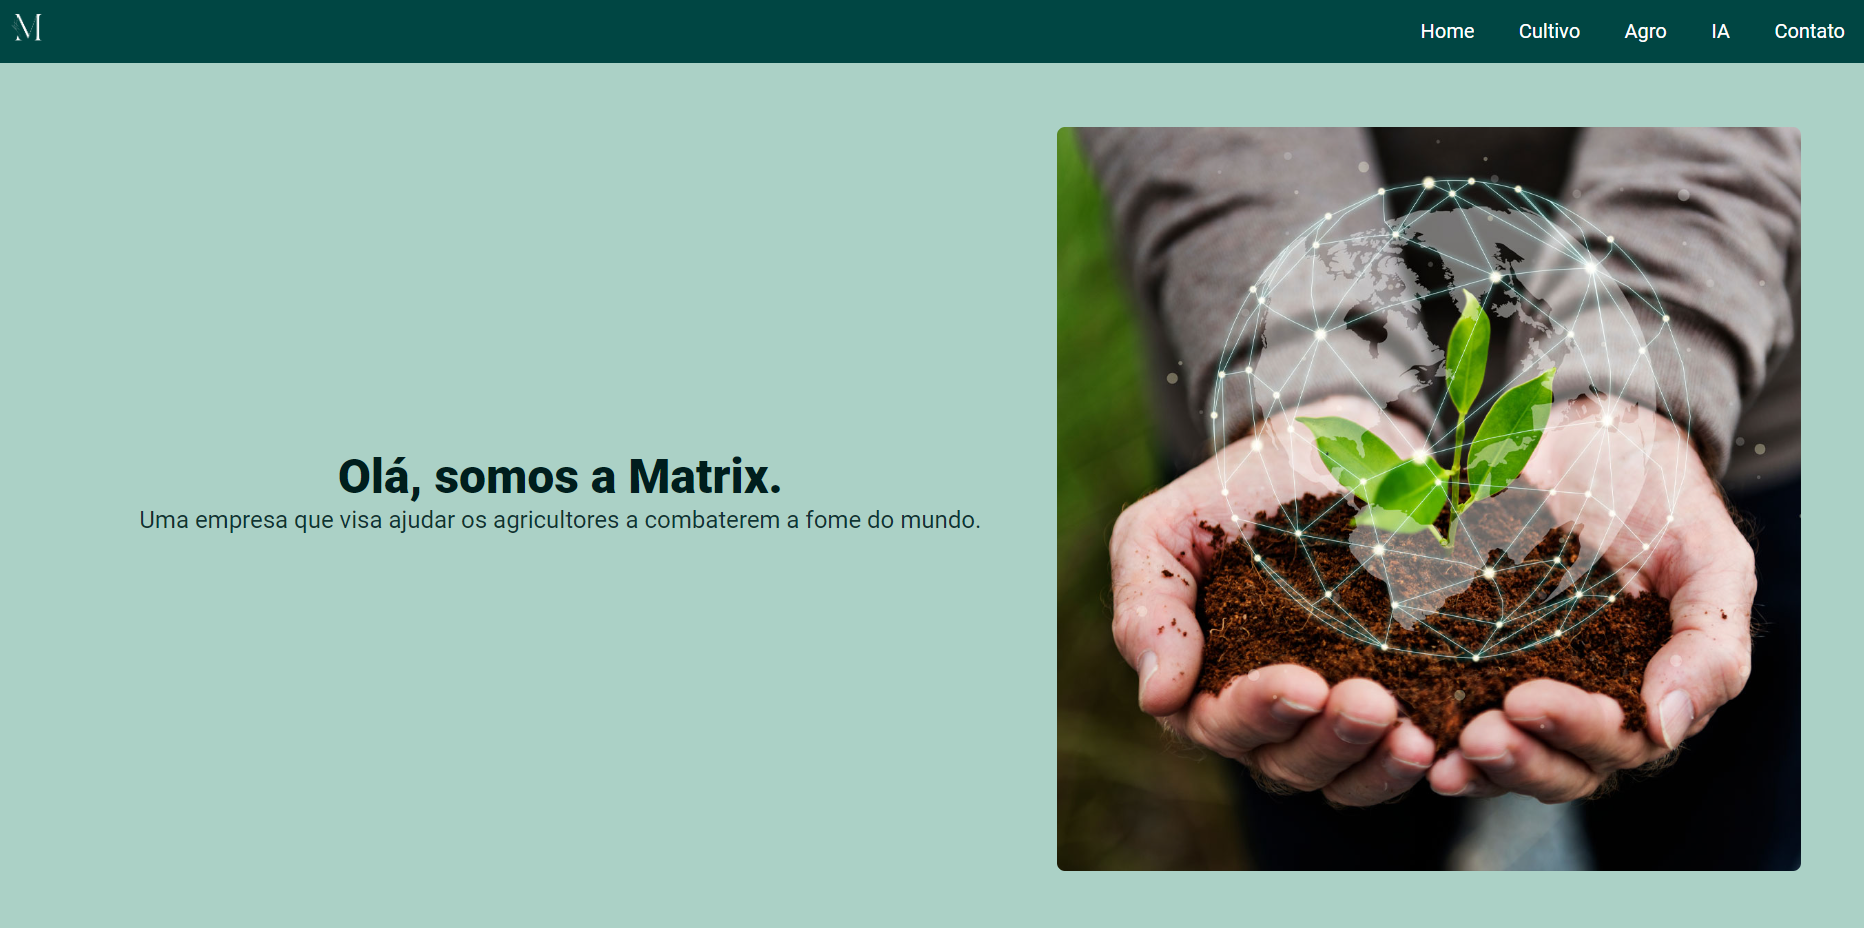 M
Home Cultivo Agro IA Contato
Olá, somos a Matrix.
Uma empresa que visa ajudar os agricultores a combaterem a fome do mundo.